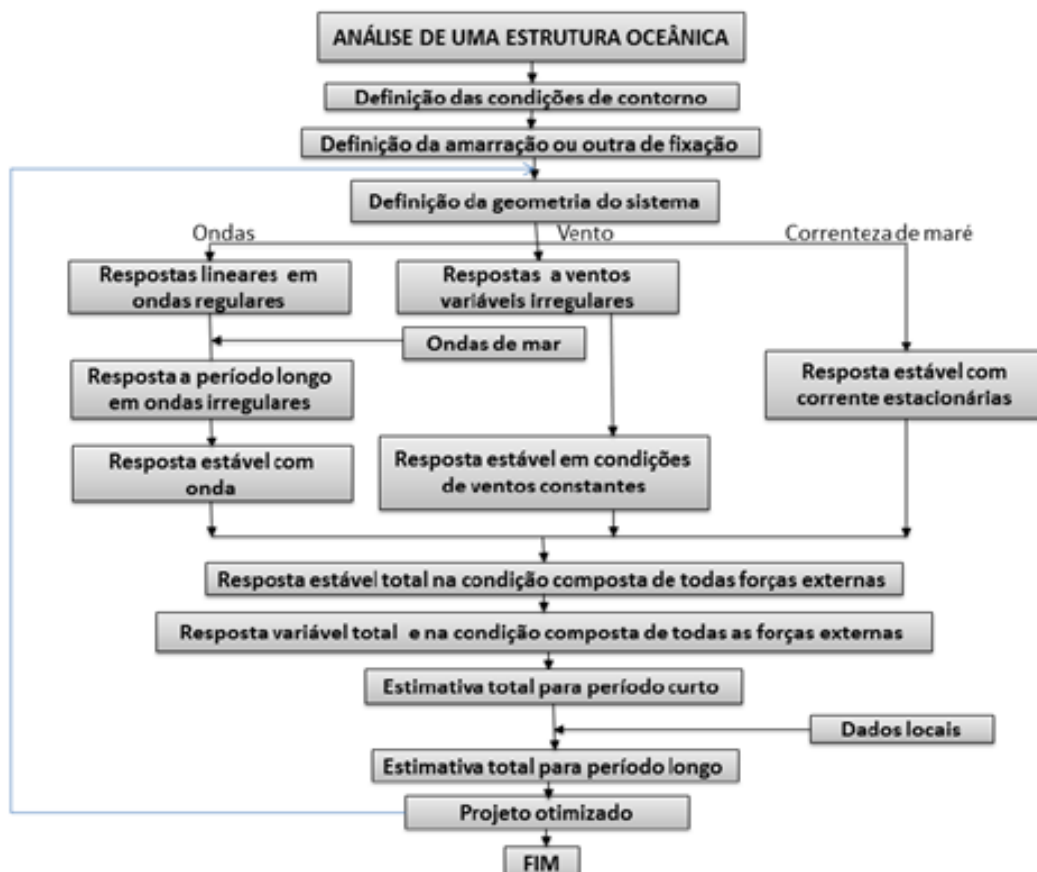 ANÁLISE DE UMA ESTRUTURA OCEÂNICA
Definição das condições de contorno
Definição da amarração ou outra de fixação
Definição da geometria do sistema
Ondas
Vento
Correnteza de maré
Respostas lineares em
ondas regulares
Respostas a ventos
variáveis irregulares
Ondas de mar
Resposta a período longo
em ondas irregulares
Resposta estável com
corrente estacionárias
Resposta estável com
onda
Resposta estável em condições
de ventos constantes
Resposta estável total na condição composta de todas forças externas
Resposta variável total e na condição composta de todas as forças externas
Estimativa total para período curto
Dados locais
Estimativa total para período longo
Projeto otimizado
FIM